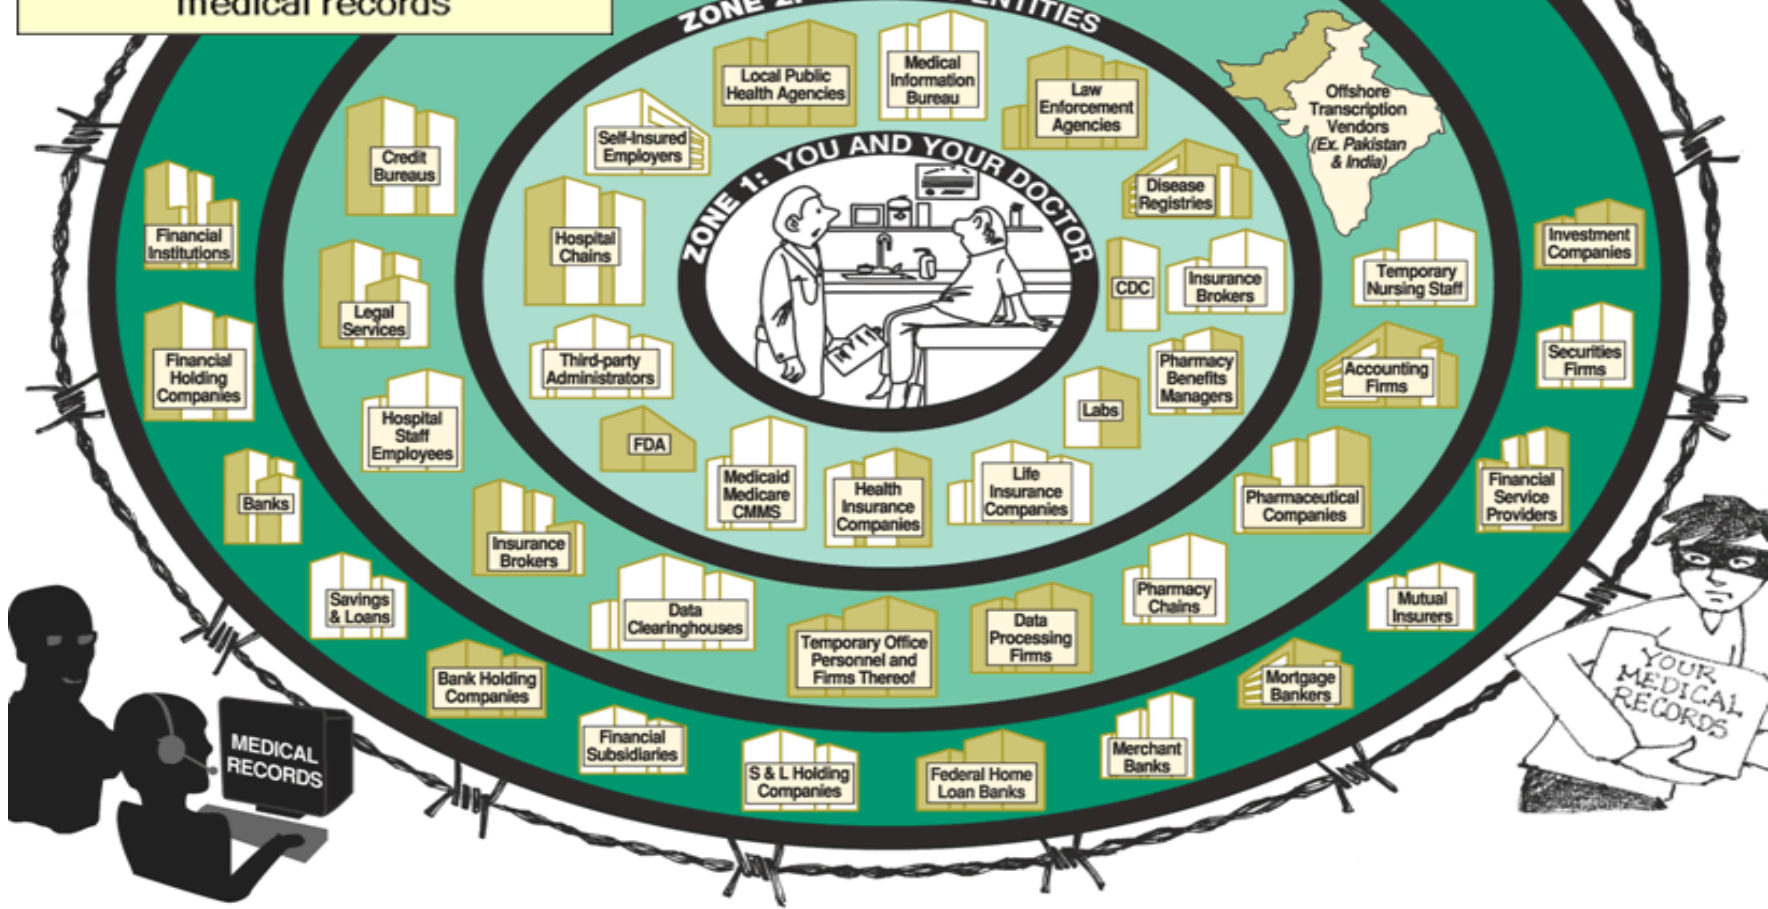 medical records
ZONE 2:
ENTITIES
Local Public
Health Agencies
Medical
Information
Bureau
Law
Enforcement
Agencies
Offshore
Transcription
Vendors
(Ex. Pakistan
& India)
Credit
Bureaus
Self-Insured
Employers
ZONE 1: YOU AND YOUR DOCTOR
Disease
Registries
Financial
Institutions
Hospital
Chains
CDC
Insurance
Brokers
Temporary
Nursing Staff
Investment
Companies
Legal
Services
Financial
Holding
Companies
Third-party
Administrators
Pharmacy
Benefits
Managers
Accounting
Firms
Securities
Firms
Hospital
Staff
Employees
FDA
Labs
Medicaid
Medicare
CMMS
Health
Insurance
Companies
Life
Insurance
Companies
Pharmaceutical
Companies
Financial
Service
Providers
Banks
Insurance
Brokers
Savings
& Loans
Data
Clearinghouses
Temporary Office
Personnel and
Firms Thereof
Data
Processing
Firms
Pharmacy
Chains
Mutual
Insurers
Bank Holding
Companies
Mortgage
Bankers
Financial
Subsidiaries
S & L Holding
Companies
Federal Home
Loan Banks
Merchant
Banks
MEDICAL
RECORDS
YOUR
MEDICAL
RECORDS